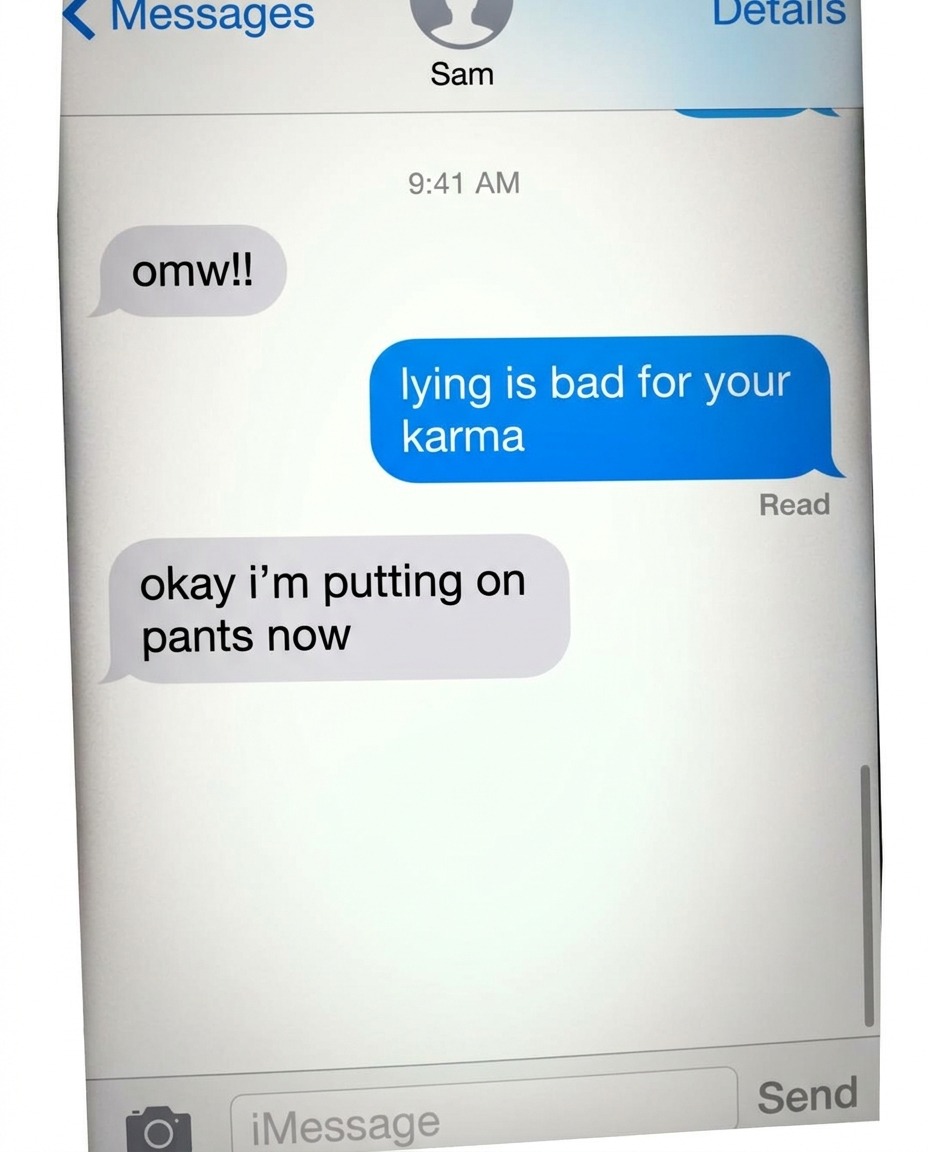 Messages
Details
Sam
9:41 AM
omw!!
lying is bad for your
karma
Read
okay i’m putting on
pants now
iMessage
Send